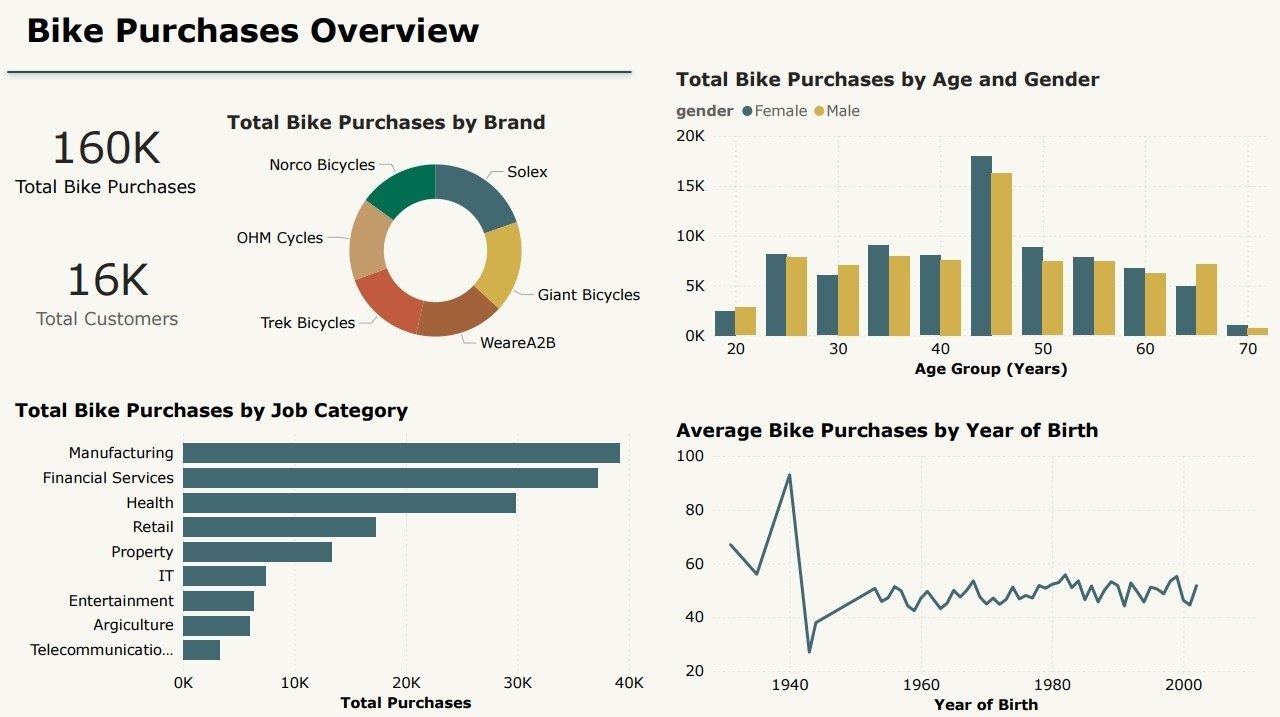 Bike Purchases Overview
160K
Total Bike Purchases
16K
Total Customers
Total Bike Purchases by Brand
Norco Bicycles
Solex
OHM Cycles
Giant Bicycles
Trek Bicycles
WeareA2B
Total Bike Purchases by Age and Gender
gender Female Male
20K
15K
10K
5K
0K
20 30 40 50 60 70
Age Group (Years)
Total Bike Purchases by Job Category
Manufacturing
Financial Services
Health
Retail
Property
IT
Entertainment
Argiculture
Telecommunicatio...
0K 10K 20K 30K 40K
Total Purchases
Average Bike Purchases by Year of Birth
100
80
60
40
20
1940 1960 1980 2000
Year of Birth